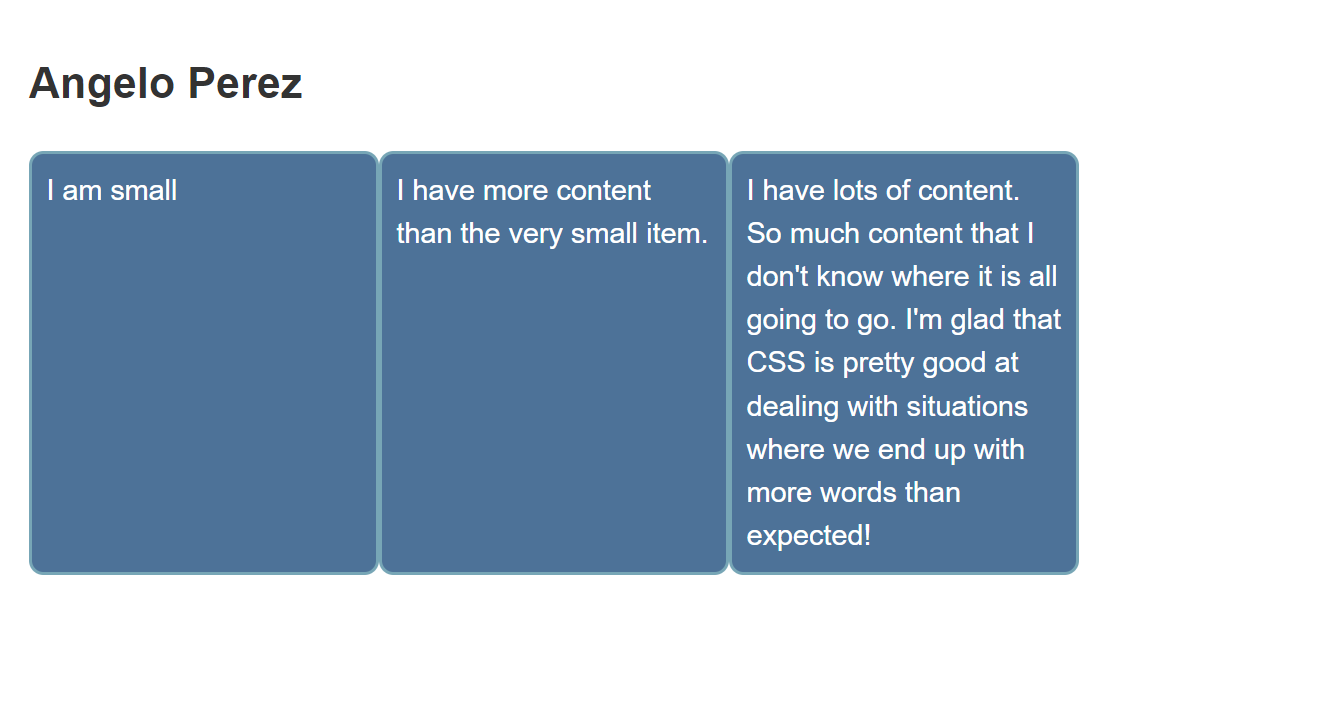 Angelo Perez
I am small
I have more content
than the very small item.
I have lots of content.
So much content that I
don't know where it is all
going to go. I'm glad that
CSS is pretty good at
dealing with situations
where we end up with
more words than
expected!